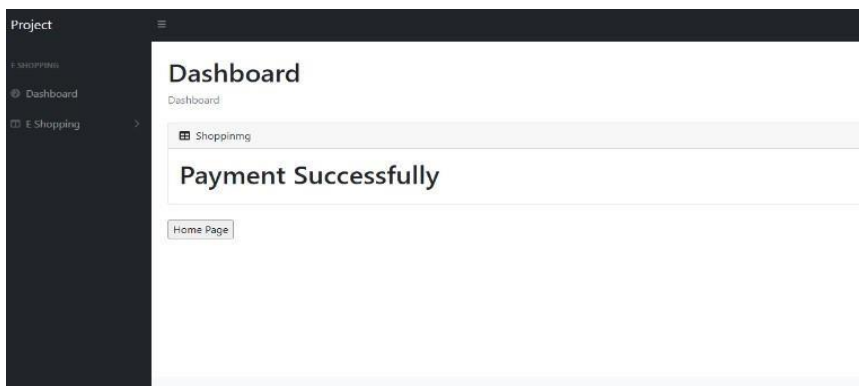 Project
E SHOPPING
Dashboard
E Shopping
Dashboard
Dashboard
Shoppinmg
Payment Successfully
Home Page